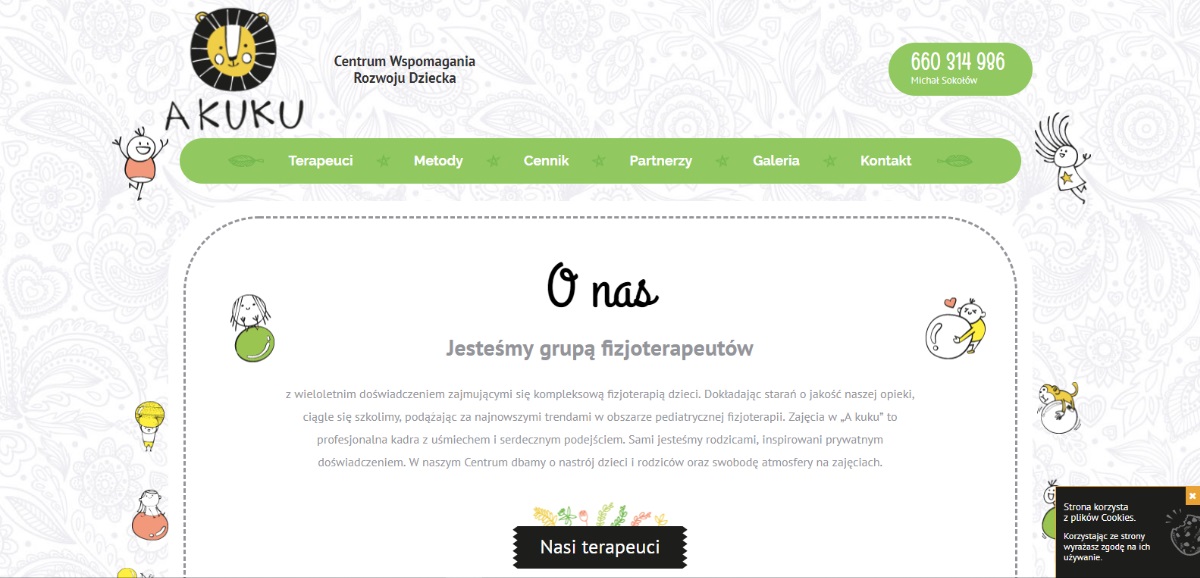 A KUKU
Centrum Wspomagania
Rozwoju Dziecka
660 314 986
Michał Sokołów
Terapeuci Metody Cennik Partnerzy Galeria Kontakt
O nas
Jesteśmy grupą fizjoterapeutów
z wieloletnim doświadczeniem zajmującymi się kompleksową fizjoterapią dzieci. Dokładając starań o jakość naszej opieki,
ciągle się szkolimy, podążając za najnowszymi trendami w obszarze pediatrycznej fizjoterapii. Zajęcia w „A kuku” to
profesjonalna kadra z uśmiechem i serdecznym podejściem. Sami jesteśmy rodzicami, inspirowani prywatnym
doświadczeniem. W naszym Centrum dbamy o nastrój dzieci i rodziców oraz swobodę atmosfery na zajęciach.
Nasi terapeuci
Strona korzysta
z plików Cookies.
Korzystając ze strony
wyrażasz zgodę na ich
używanie.